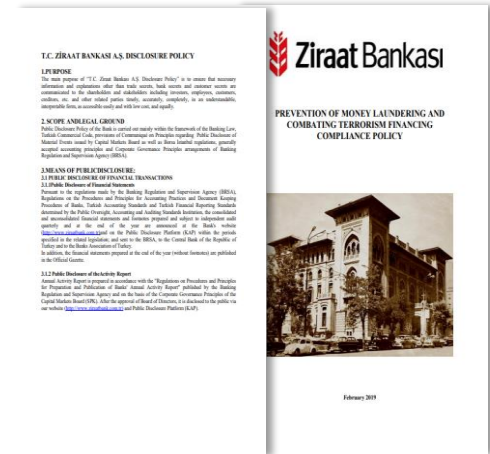 T.C. ZİRAAT BANKASI A.Ş. DISCLOSURE POLICY
1.PURPOSE
The main purpose of "T.C. Ziraat Bankası A.Ş. Disclosure Policy" is to ensure that necessary
information and explanations other than trade secrets, bank secrets and customer secrets are
communicated to the shareholders and stakeholders including investors, employees, customers,
creditors, etc. and other related parties timely, accurately, completely, in an understandable,
interpretable form, as accessible easily and with low cost, and equally.
2. SCOPE ANDLEGAL GROUND
Public Disclosure Policy of the Bank is carried out mainly within the framework of the Banking Law,
Turkish Commercial Code, provisions of Communiqué on Principles regarding Public Disclosure of
Material Events issued by Capital Markets Board as well as Borsa Istanbul regulations, generally
accepted accounting principles and Corporate Governance Principles arrangements of Banking
Regulation and Supervision Agency (BRSA).
3.MEANS OF PUBLICDISCLOSURE:
3.1 PUBLIC DISCLOSURE OF FINANCIAL TRANSACTIONS
3.1.1Public Disclosure of Financial Statements
Pursuant to the regulations made by the Banking Regulation and Supervision Agency (BRSA),
Regulations on the Procedures and Principles for Accounting Practices and Document Keeping
Procedures of Banks, Turkish Accounting Standards and Turkish Financial Reporting Standards
determined by the Public Oversight, Accounting and Auditing Standards Institution, the consolidated
and unconsolidated financial statements and footnotes prepared and subject to independent audit
quarterly and at the end of the year are announced at the Bank's website
(http://www.ziraatbank.com.tr)and on the Public Disclosure Platform (KAP) within the periods
specified in the related legislation, and sent to the BRSA, to the Central Bank of the Republic of
Turkey and to the Banks Association of Turkey.
In addition, the financial statements prepared at the end of the year (without footnotes) are published
in the Official Gazette.
3.1.2 Public Disclosure of theActivity Report
Annual Activity Report is prepared in accordance with the "Regulations on Procedures and Principles
for Preparation and Publication of Banks' Annual Activity Report" published by the Banking
Regulation and Supervision Agency and on the basis of the Corporate Governance Principles of the
Capital Markets Board (SPK). After the approval of Board of Directors, it is disclosed to the public via
our website (http://www.ziraatbank.com.tr) and Public Disclosure Platform (KAP).
Ziraat Bankası
PREVENTION OF MONEY LAUNDERING AND
COMBATING TERRORISM FINANCING
COMPLIANCE POLICY
February 2019